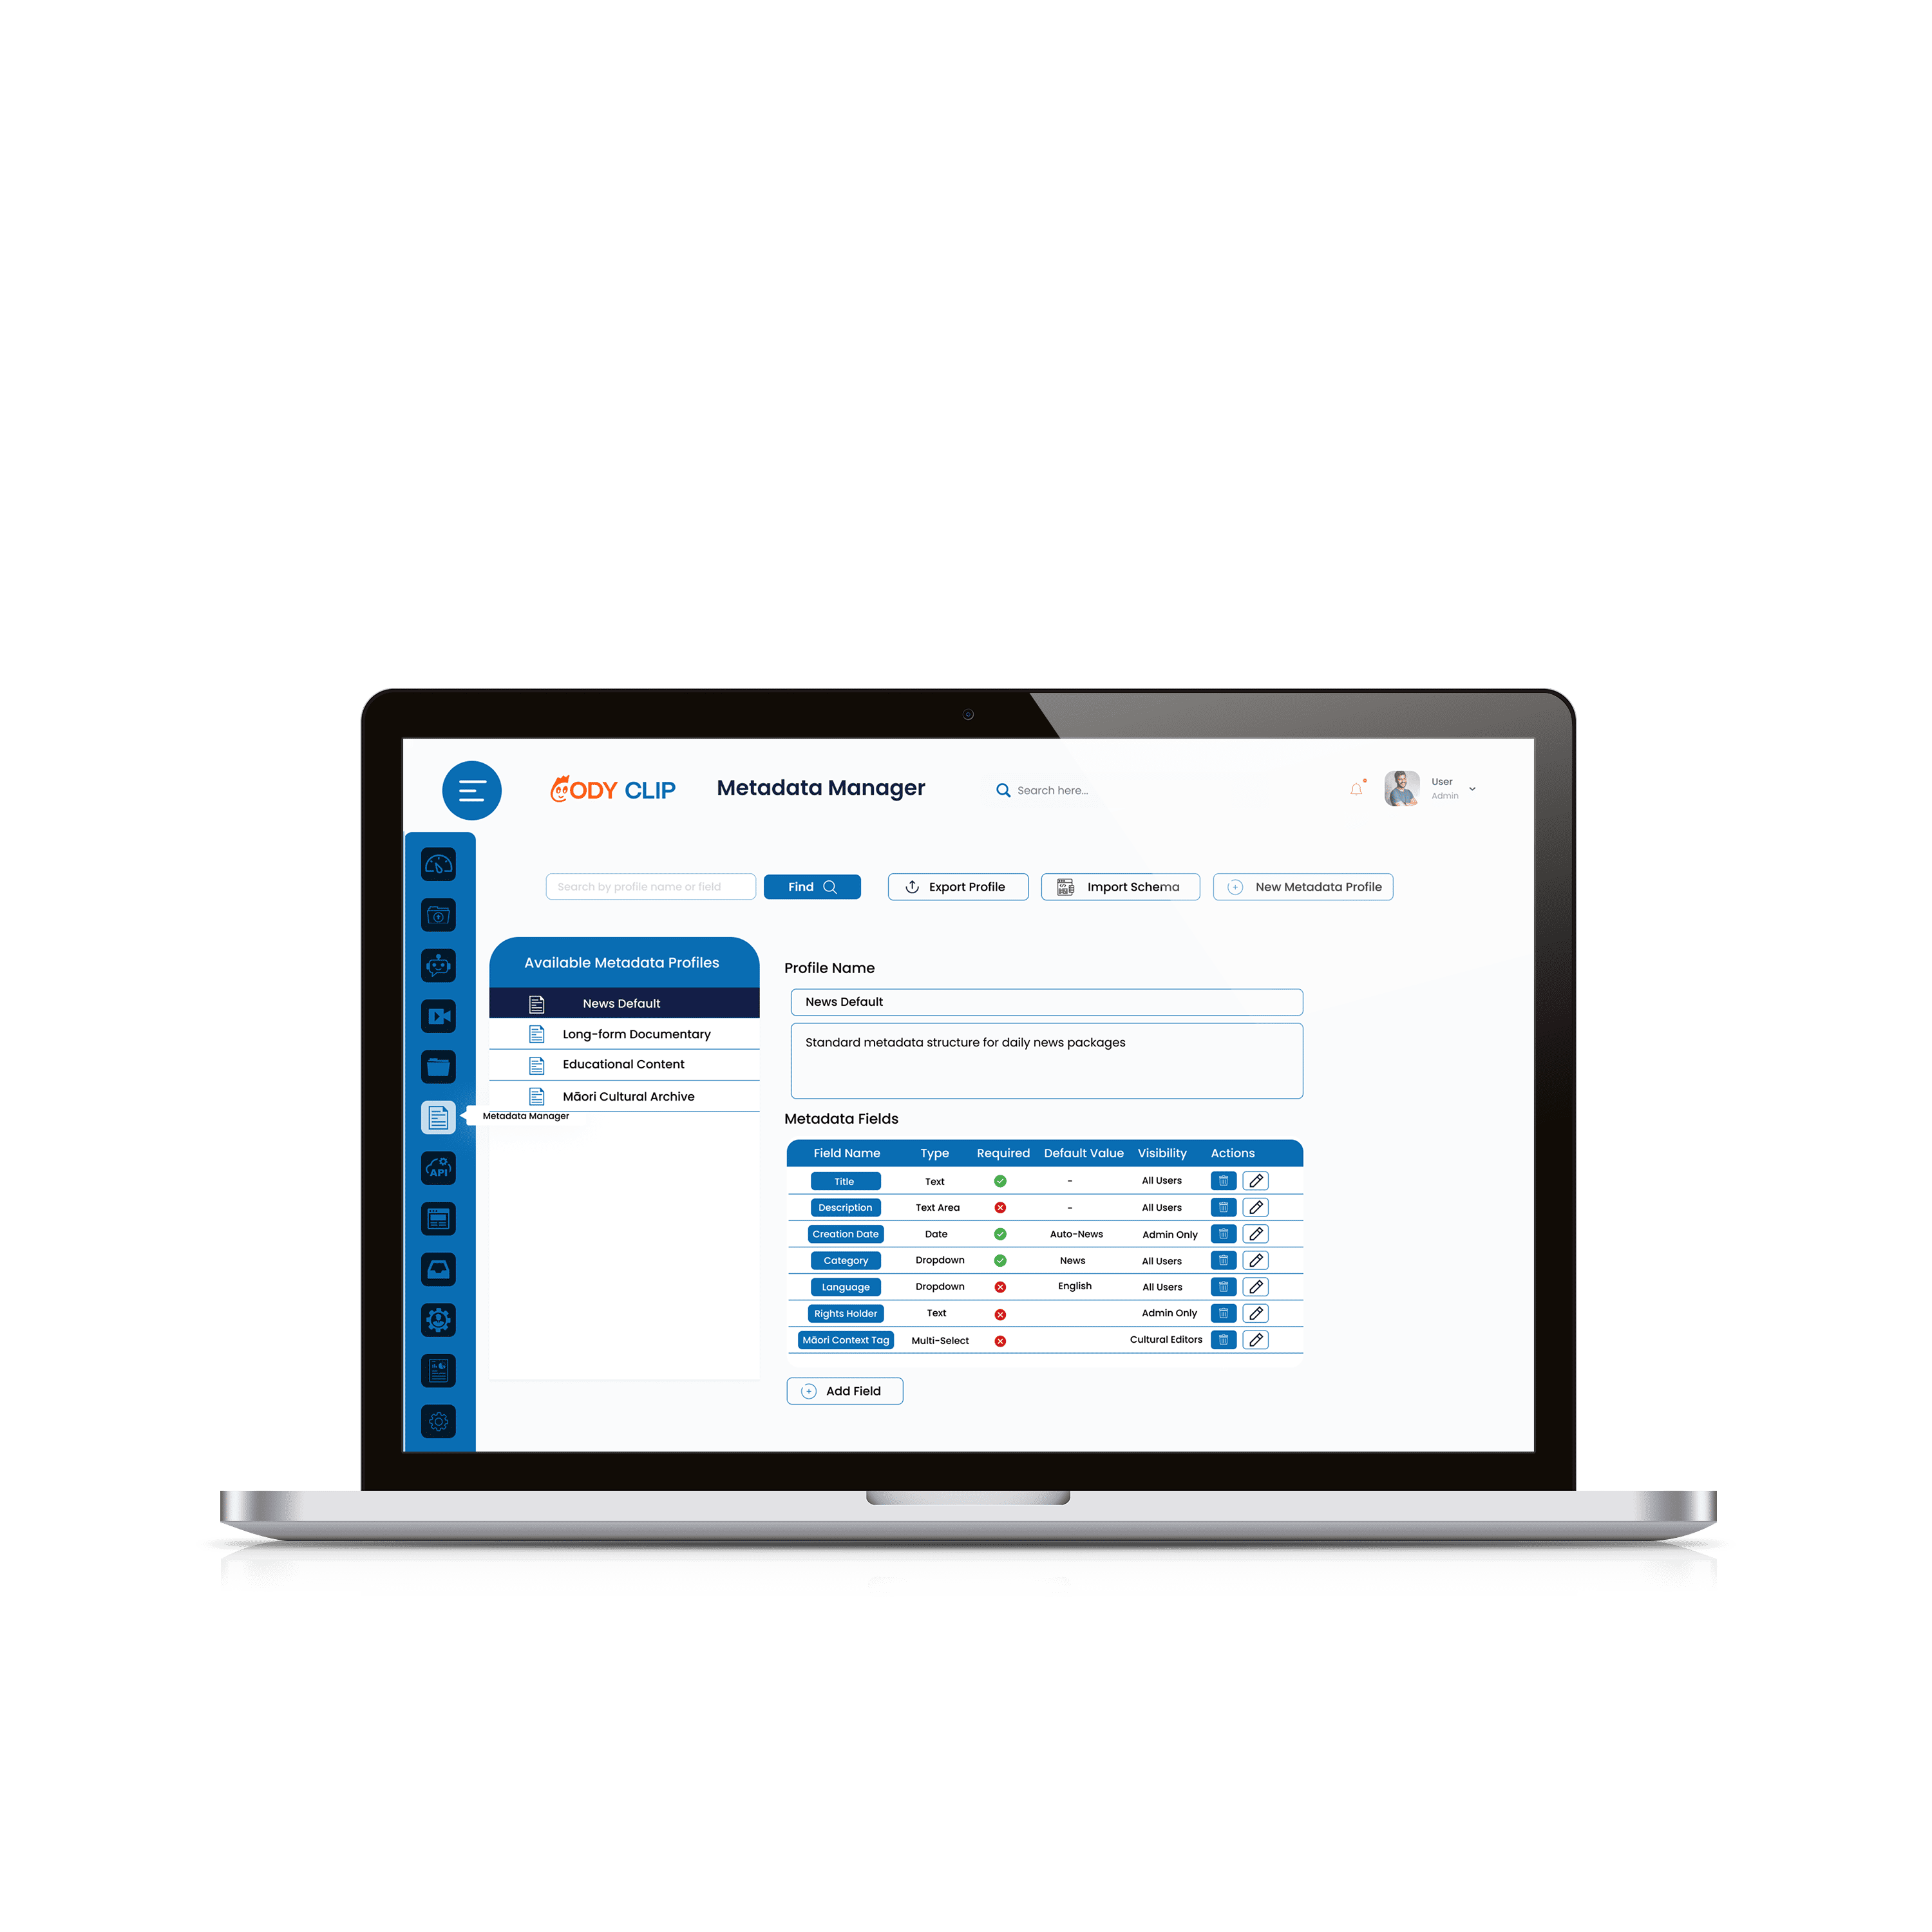 CODY CLIP
Metadata Manager
Search here...
User
Admin
Search by profile name or field
Find
Export Profile
Import Schema
New Metadata Profile
Available Metadata Profiles
News Default
Long-form Documentary
Educational Content
Māori Cultural Archive
Metadata Manager
API
Profile Name
News Default
Standard metadata structure for daily news packages
Metadata Fields
Field Name Type Required Default Value Visibility Actions
Title Text - All Users
Description Text Area - All Users
Creation Date Date Auto-News Admin Only
Category Dropdown News All Users
Language Dropdown English All Users
Rights Holder Text Admin Only
Māori Context Tag Multi-Select Cultural Editors
Add Field